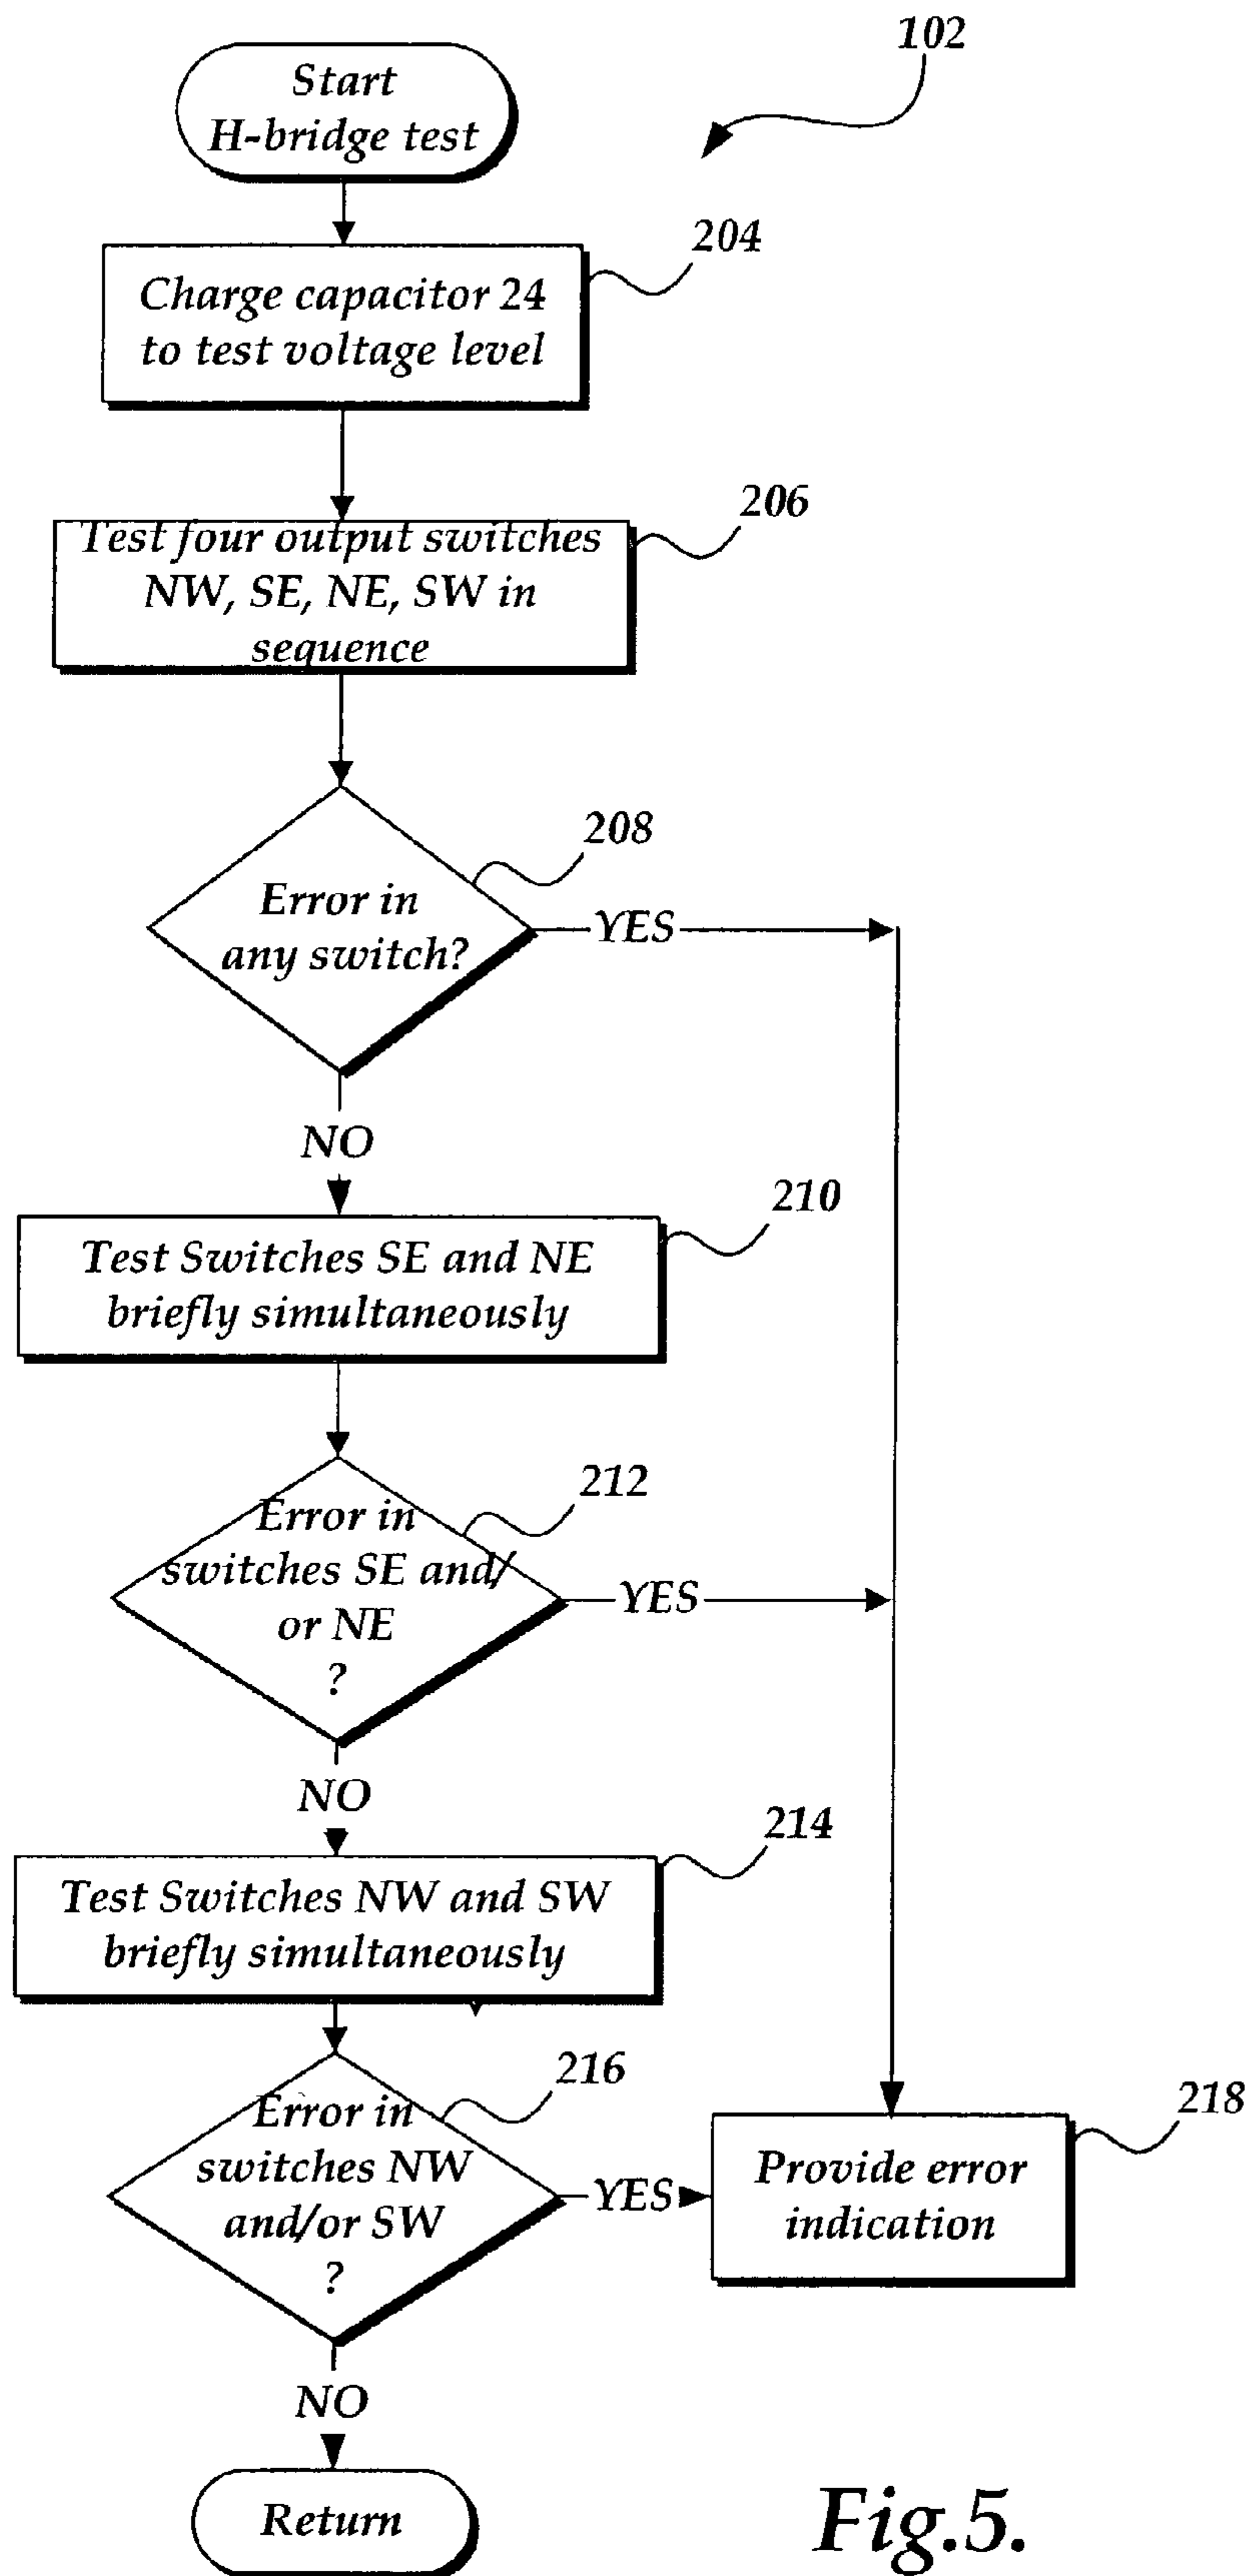 102
Start
H-bridge test
204
Charge capacitor 24
to test voltage level
206
Test four output switches
NW, SE, NE, SW in
sequence
208
Error in
any switch?
YES
NO
210
Test Switches SE and NE
briefly simultaneously
212
Error in
switches SE and/
or NE
?
YES
NO
214
Test Switches NW and SW
briefly simultaneously
216
Error in
switches NW
and/or SW
?
YES
218
Provide error
indication
NO
Return
Fig.5.